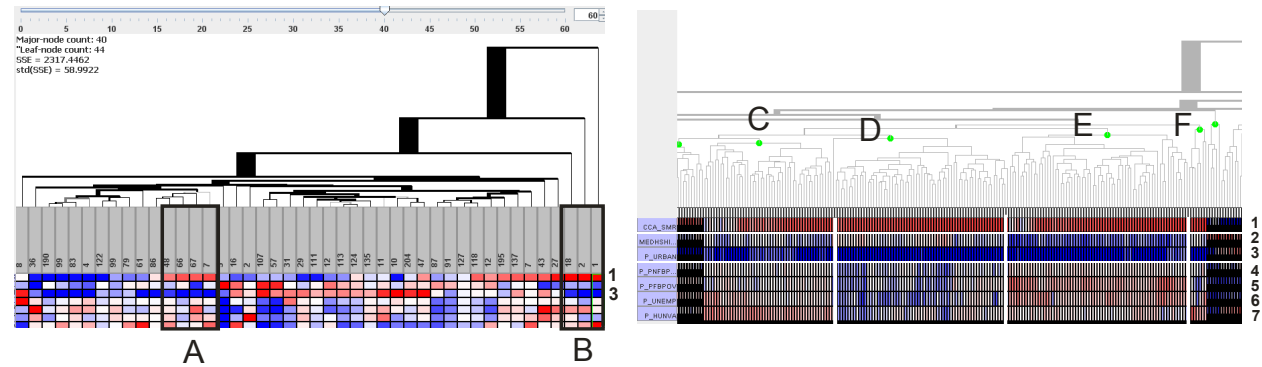 60
0 5 10 15 20 25 30 35 40 45 50 55 60
Major-node count: 40
"Leaf-node count: 44
SSE = 2317.4462
std(SSE) = 58.9922
8 36 190 99 83 4 122 99 79 61 86 48 66 67 7 16 2 107 57 31 29 111 12 113 124 135 11 10 204 47 87 91 127 118 12 195 137 7 43 27 18 2 1
1
3
A B
C D E F
CCA_SMR 1
MEDHSHI... 2
P_URBAN 3
P_PNFBP... 4
P_FFBPOV 5
P_UNEMP 6
P_HUNVA 7